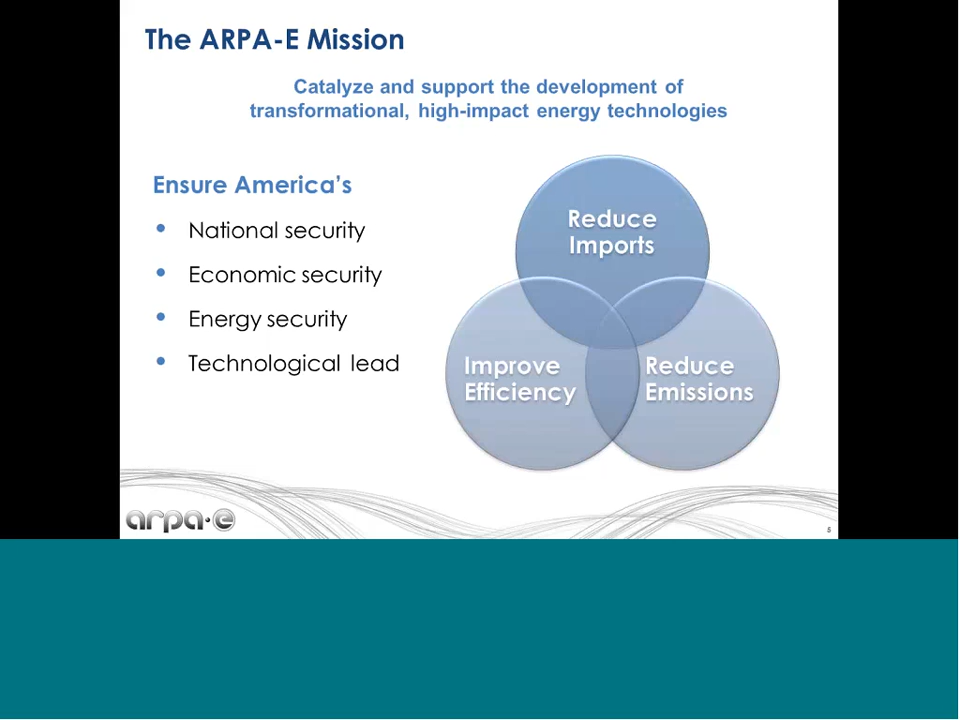 The ARPA-E Mission
Catalyze and support the development of
transformational, high-impact energy technologies
Ensure America’s
• National security
• Economic security
• Energy security
• Technological lead
Reduce
Imports
Improve
Efficiency
Reduce
Emissions
arpa·e
5